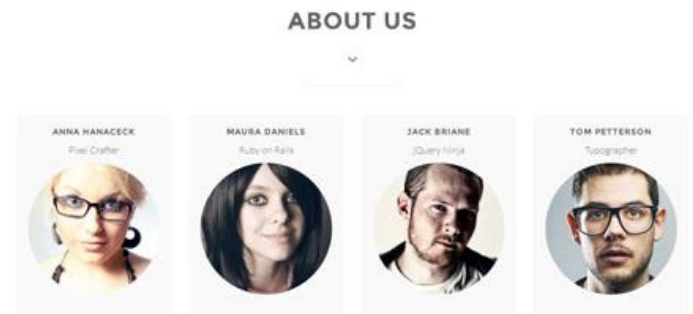 ABOUT US
ANNA HANACECK
Pixel Crafter
MAURA DANIELS
Ruby on Rails
JACK BRIANE
jQuery Ninja
TOM PETTERSON
Typographer